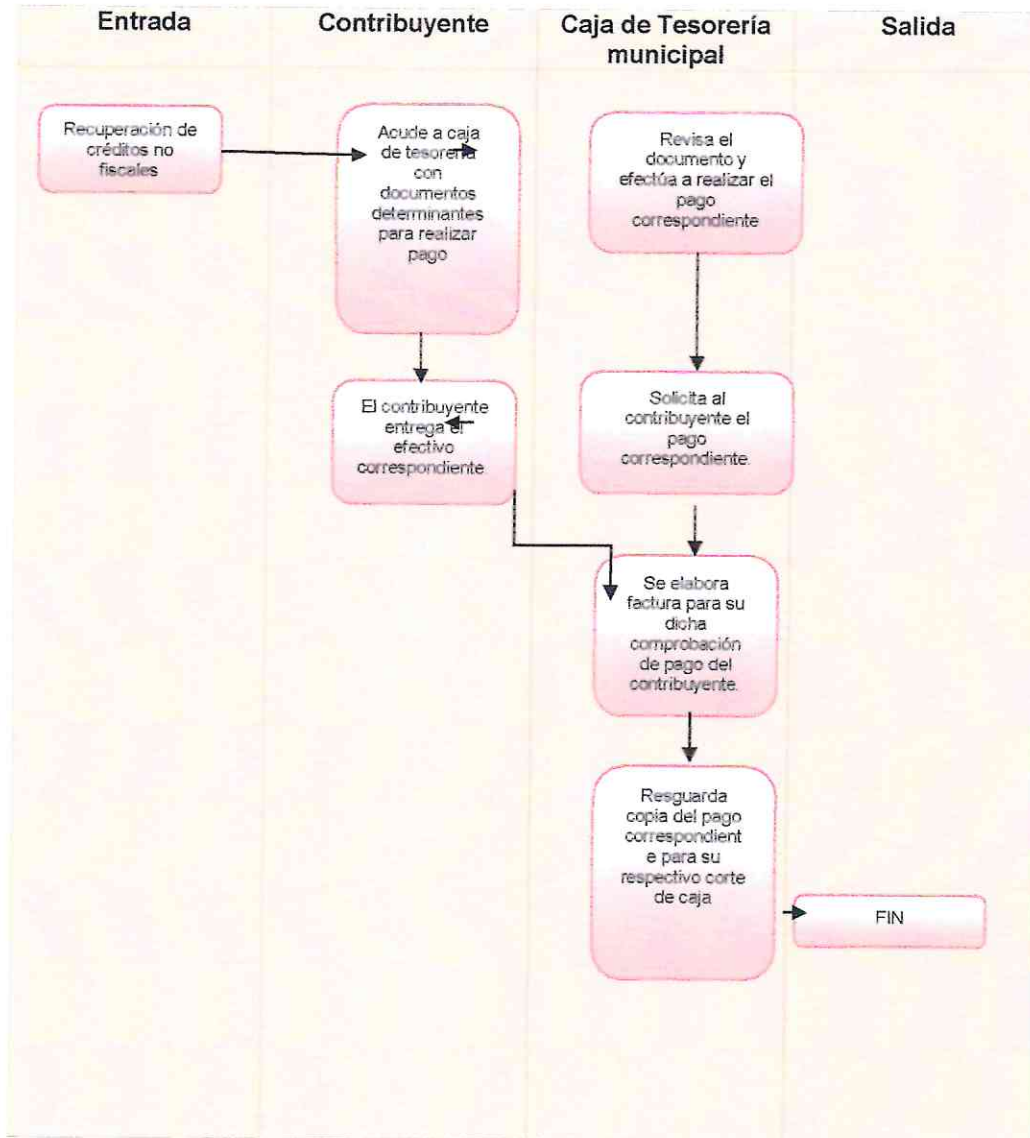 Entrada
Contribuyente
Caja de Tesorería
municipal
Salida
Recuperación de
créditos no
fiscales
Acude a caja
de tesorería
con
documentos
determinantes
para realizar
pago
Revisa el
documento y
efectúa a realizar el
pago
correspondiente
El contribuyente
entrega el
efectivo
correspondiente
Solicita al
contribuyente el
pago
correspondiente.
Se elabora
factura para su
dicha
comprobación
de pago del
contribuyente.
Resguarda
copia del pago
correspondient
e para su
respectivo corte
de caja
FIN